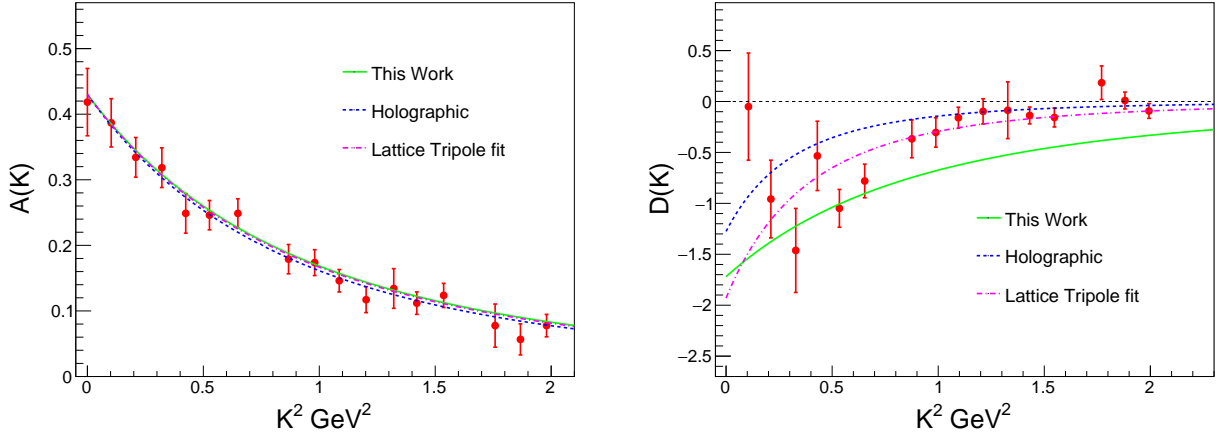 0.5
0.4
0.3
0.2
0.1
0
A(K)
This Work
Holographic
Lattice Tripole fit
0 0.5 1 1.5 2
K² GeV²
0.5
0
−0.5
−1
−1.5
−2
−2.5
D(K)
This Work
Holographic
Lattice Tripole fit
0 0.5 1 1.5 2
K² GeV²